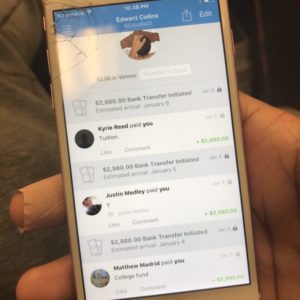 10:36 PM
Edward Collins
Edit
in Venmo
Transfer to Bank
$2,980.00 Bank Transfer Initiated
Estimated arrival: January 6
Kyrie Reed paid you
Tuition
Like Comment
+ $2,980.00
$2,980.00 Bank Transfer Initiated
Estimated arrival: January 5
Justin Medley paid you
Y
Like Comment
+ $2,980.00
$2,980.00 Bank Transfer Initiated
Estimated arrival: January
Matthew Madrid paid you
College fund
Like Comment
+ $2,980.00